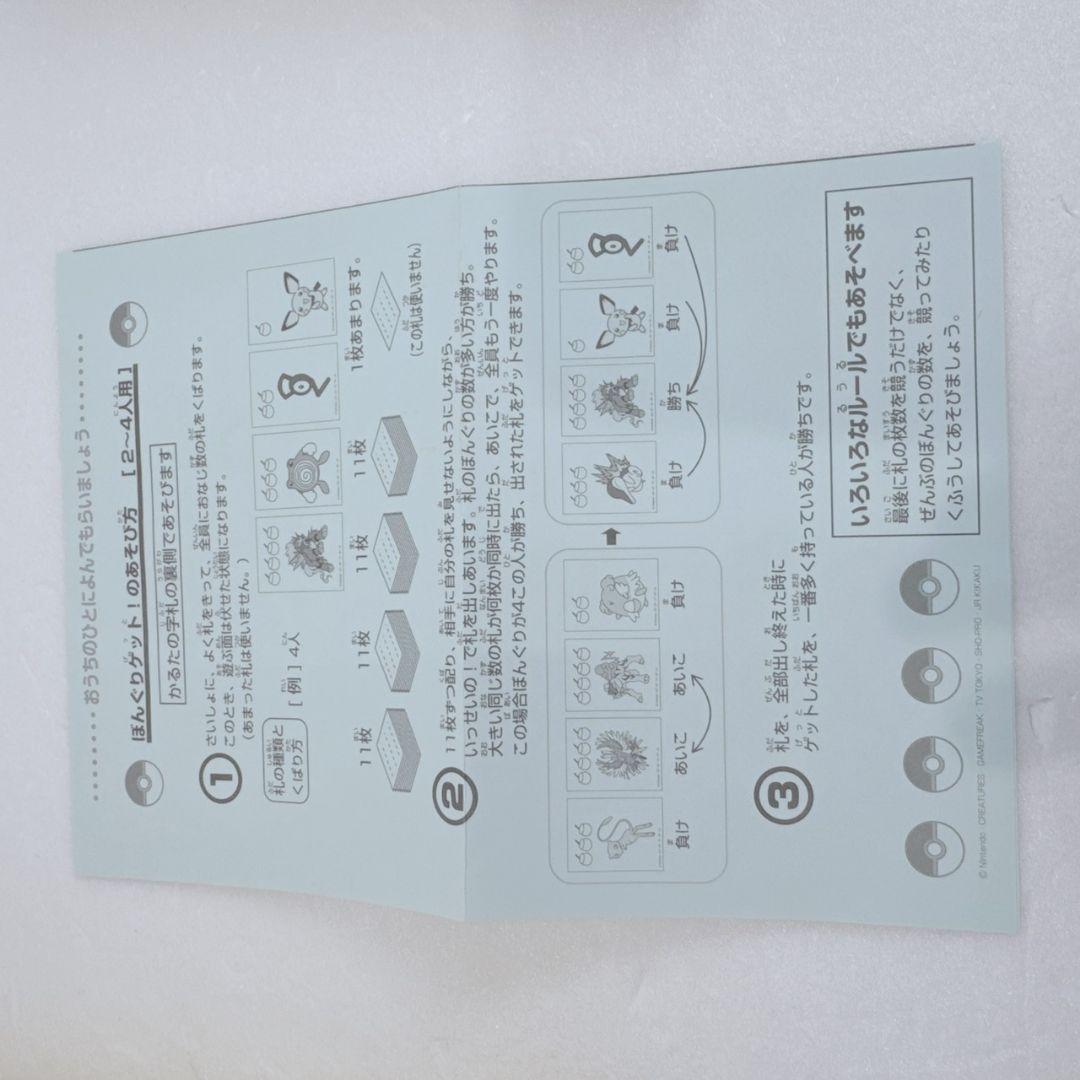 おうちのひとによんでもらいましょう
ぼんぐりゲット！のあそび方 [2〜4人用]
かるたの字札の裏側であそびます
1
さいしょに、よく札をきって、全員におなじ数の札をくばります。
このとき、遊ぶ面は伏せた状態になります。
(あまった札は使いません。)
札の種類と
くばり方
[例] 4人
11枚
11枚
11枚
11枚
1枚あまります。
(この札は使いません)
2
11枚ずつ配り、相手に自分の札を見せないようにしながら、
いっせいの！で札を出しあいます。札のぼんぐりの数が多い方が勝ち。
大きい同じ数の札が何枚か同時に出たら、あいこで、全員もう一度やります。
この場合ぼんぐりが4この人が勝ち、出された札をゲットできます。
負け
あいこ
あいこ
負け
負け
勝ち
負け
負け
3
札を、全部出し終えた時に
ゲットした札を、一番多く持っている人が勝ちです。
いろいろなルールでもあそべます
最後に札の枚数を競うだけでなく、
ぜんぶのぼんぐりの数を、競ってみたり
くふうしてあそびましょう。
© Nintendo · CREATURES · GAMEFREAK · TV TOKYO · SHO-PRO · JR KIKAKU